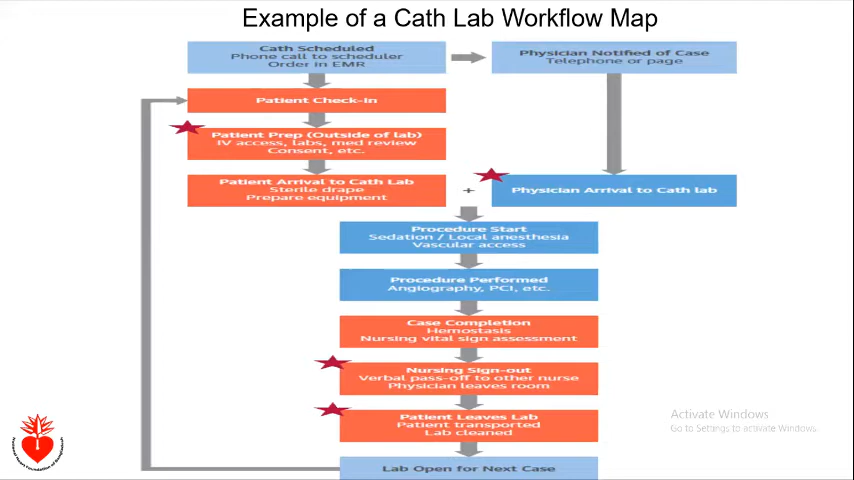 Example of a Cath Lab Workflow Map
Cath Scheduled
Phone call to scheduler
Order in EMR
Physician Notified of Case
Telephone or page
Patient Check-in
Patient Prep (Outside of lab)
IV access, labs, med review
Consent, etc.
Patient Arrival to Cath Lab
Sterile drape
Prepare equipment
+
Physician Arrival to Cath lab
Procedure Start
Sedation / Local anesthesia
Vascular access
Procedure Performed
Angiography, PCI, etc.
Case Completion
Hemostasis
Nursing vital sign assessment
Nursing Sign-out
Verbal pass-off to other nurse
Physician leaves room
Patient Leaves Lab
Patient transported
Lab cleaned
Lab Open for Next Case
Activate Windows
Go to Settings to activate Windows.
National Heart Foundation of Bangladesh